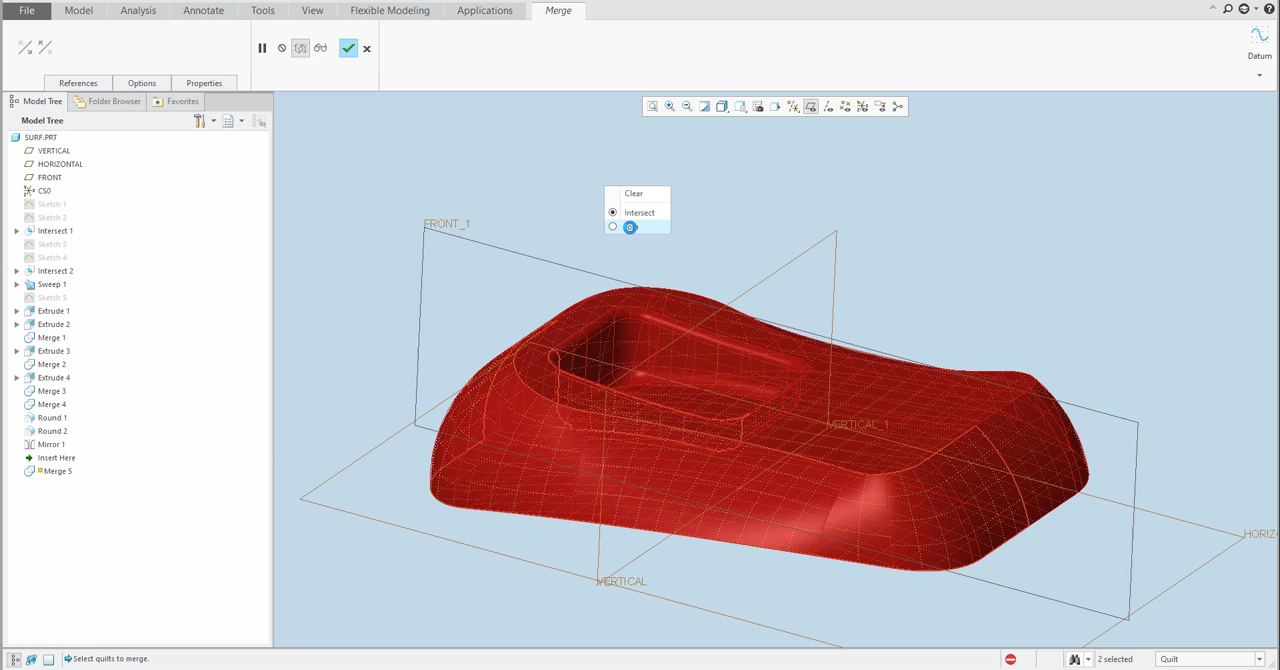 File Model Analysis Annotate Tools View Flexible Modeling Applications Merge
Datum
References Options Properties
Model Tree Folder Browser Favorites
Model Tree
SURF.PRT
VERTICAL
HORIZONTAL
FRONT
CS0
Sketch 1
Sketch 2
Intersect 1
Sketch 3
Sketch 4
Intersect 2
Sweep 1
Sketch 5
Extrude 1
Extrude 2
Merge 1
Extrude 3
Merge 2
Extrude 4
Merge 3
Merge 4
Round 1
Round 2
Mirror 1
Insert Here
Merge 5
Clear
Intersect
FRONT_1
VERTICAL_1
HORIZ
VERTICAL
Select quilts to merge.
2 selected
Quilt